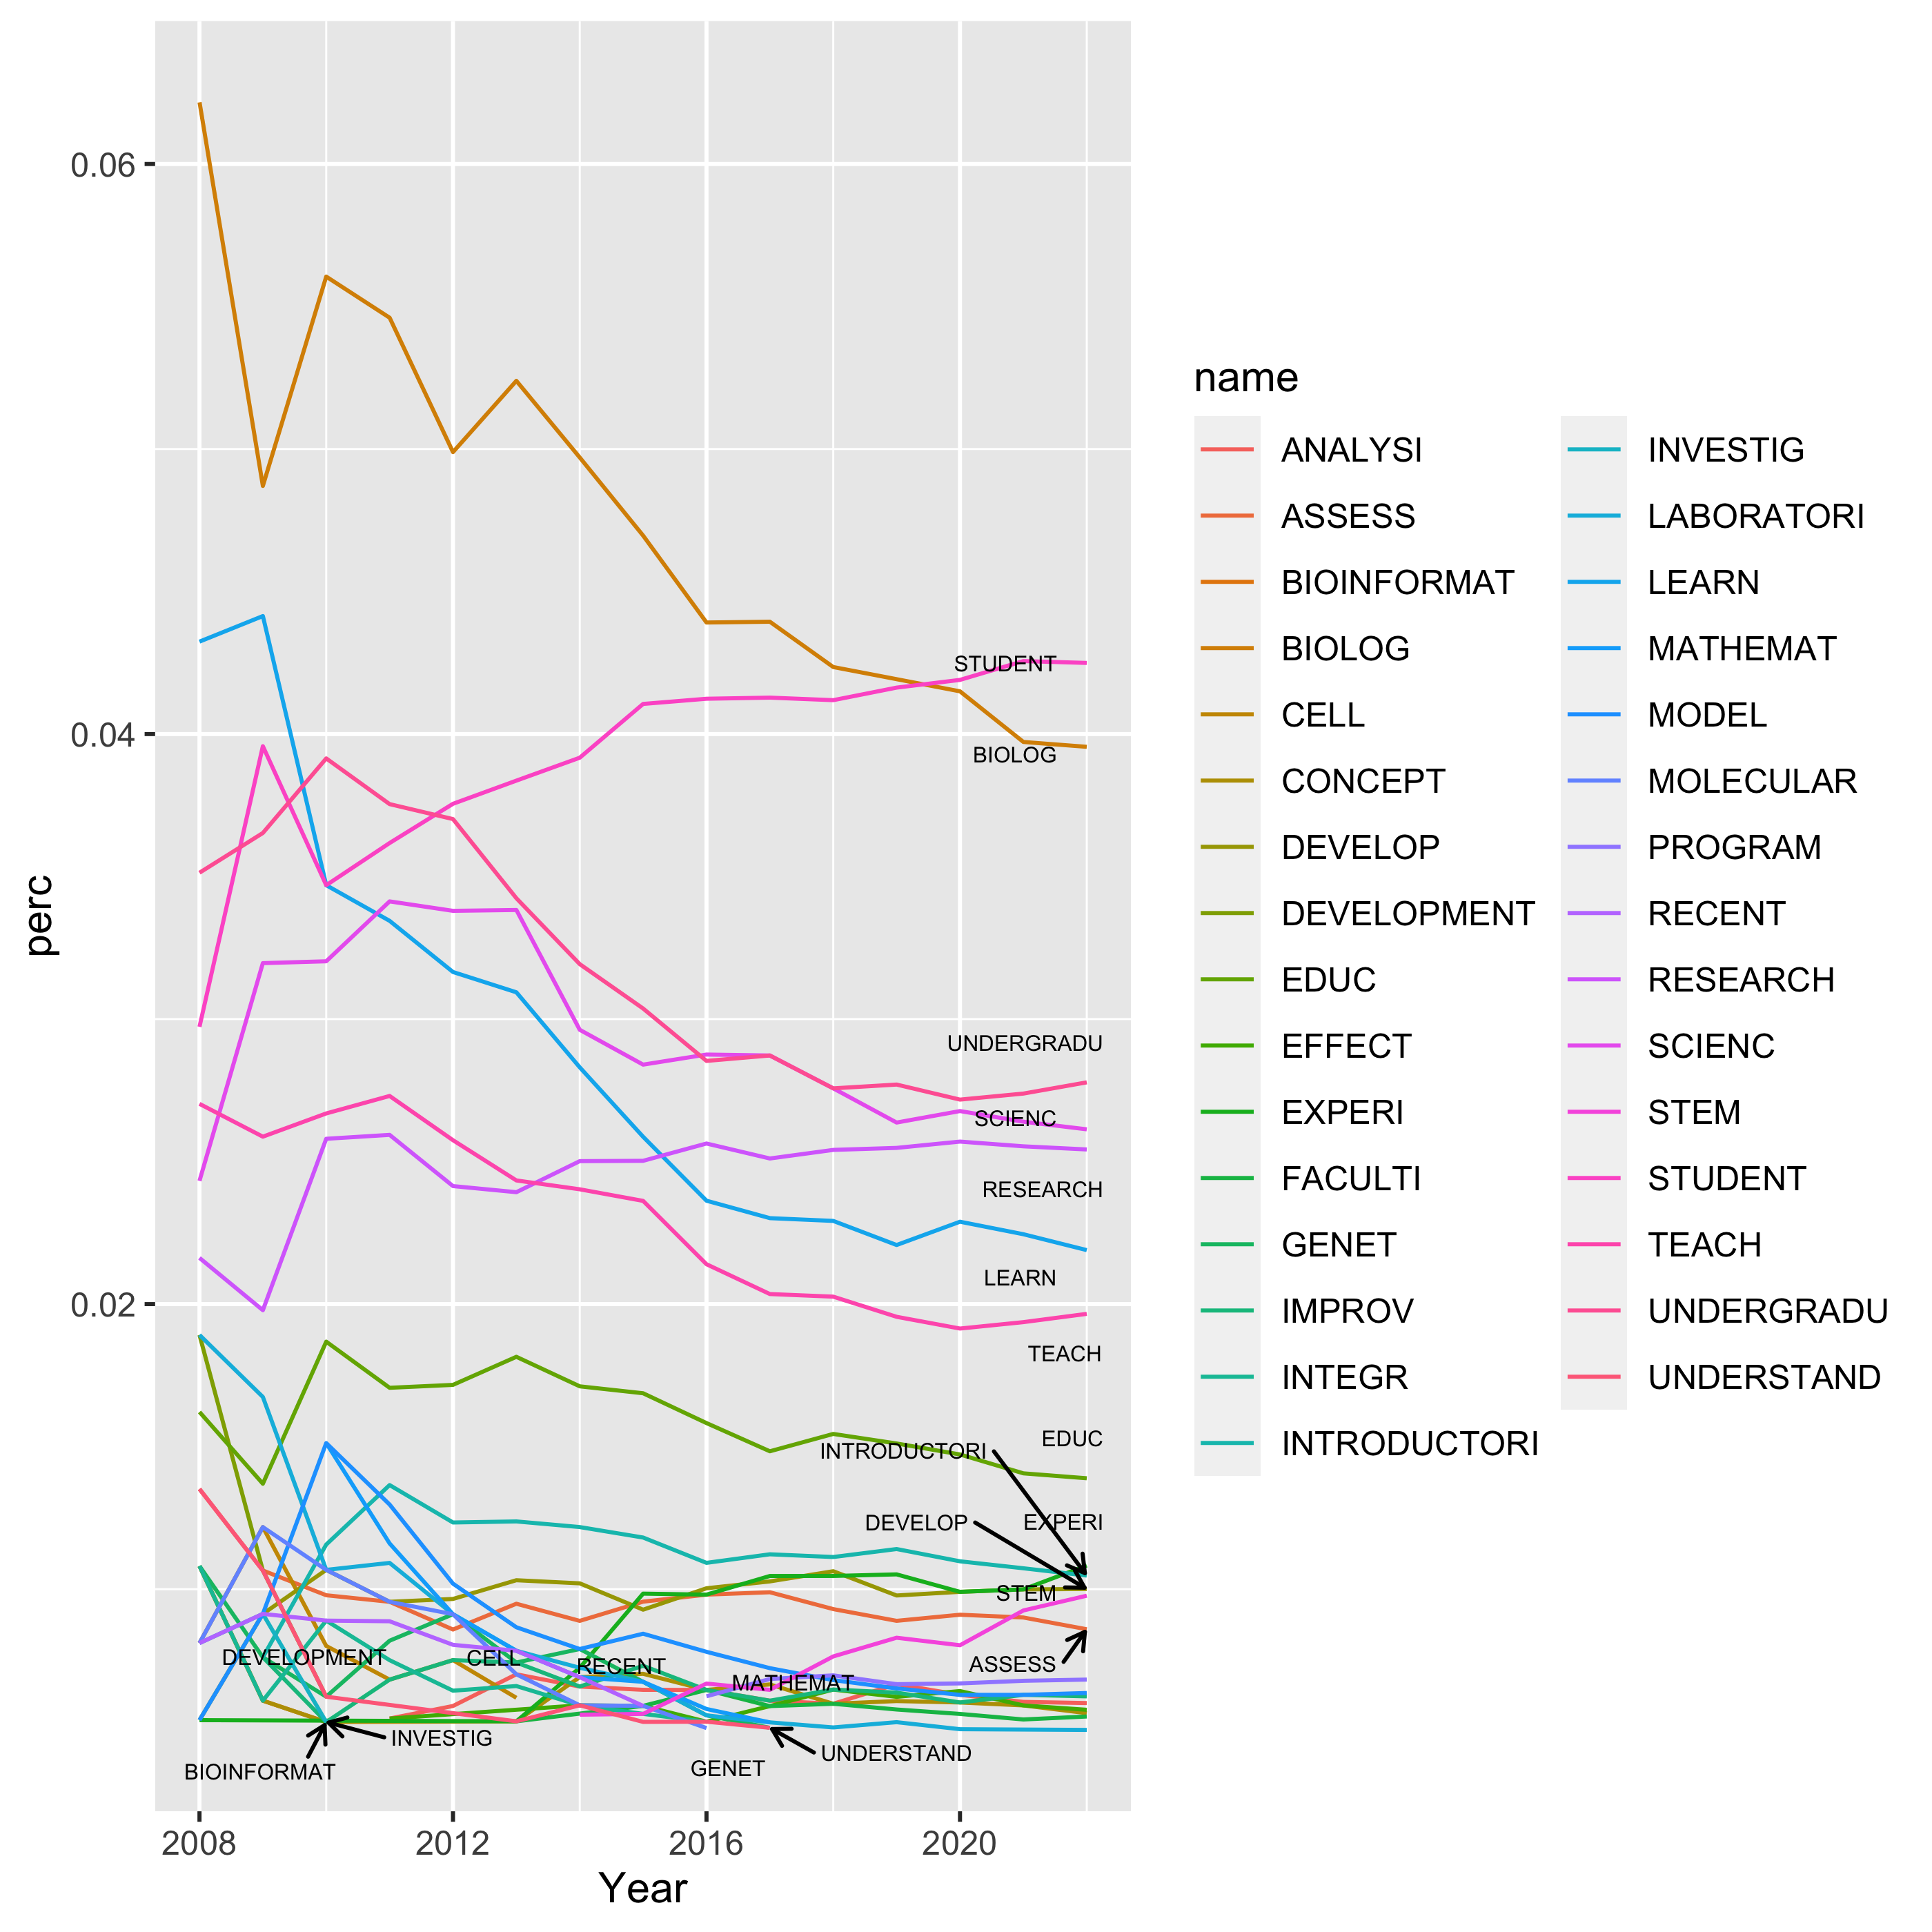 0.06
0.04
0.02
perc
STUDENT
BIOLOG
UNDERGRADU
SCIENC
RESEARCH
LEARN
TEACH
EDUC
INTRODUCTORI
DEVELOP
EXPERI
STEM
DEVELOPMENT
CELL
RECENT
ASSESS
MATHEMAT
INVESTIG
UNDERSTAND
BIOINFORMAT
GENET
2008
2012
2016
2020
Year
name
ANALYSI
ASSESS
BIOINFORMAT
BIOLOG
CELL
CONCEPT
DEVELOP
DEVELOPMENT
EDUC
EFFECT
EXPERI
FACULTI
GENET
IMPROV
INTEGR
INTRODUCTORI
INVESTIG
LABORATORI
LEARN
MATHEMAT
MODEL
MOLECULAR
PROGRAM
RECENT
RESEARCH
SCIENC
STEM
STUDENT
TEACH
UNDERGRADU
UNDERSTAND